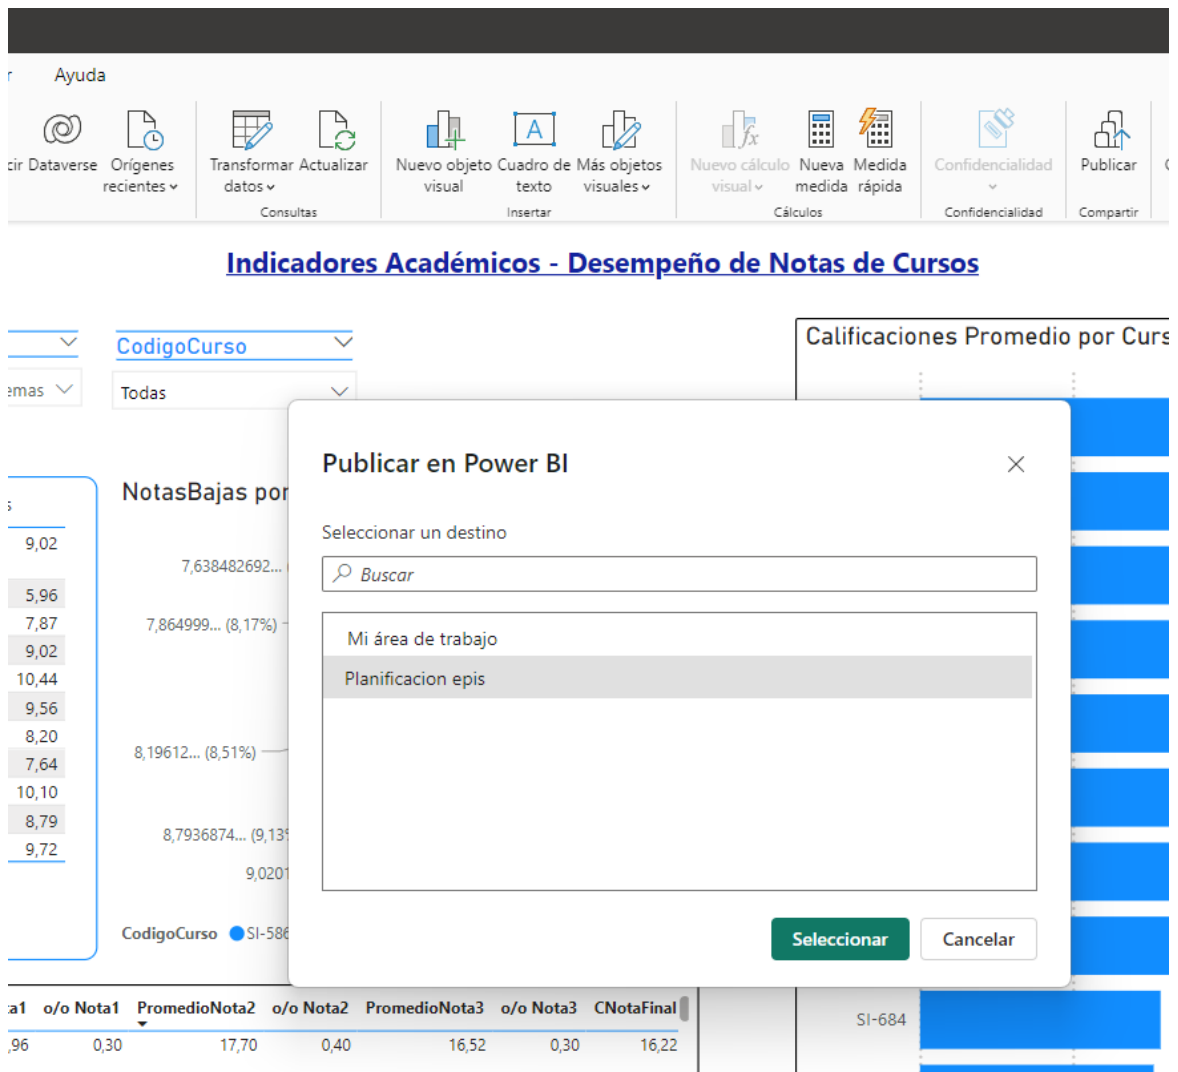 Ayuda
Dataverse
Orígenes
recientes
Transformar
datos
Actualizar
Consultas
Nuevo objeto
visual
Cuadro de
texto
Más objetos
visuales
Insertar
Nuevo cálculo
visual
Nueva
medida
Medida
rápida
Cálculos
Confidencialidad
Confidencialidad
Publicar
Compartir
Indicadores Académicos - Desempeño de Notas de Cursos
CodigoCurso
emas
Todas
Calificaciones Promedio por Curs
Publicar en Power BI
Seleccionar un destino
Buscar
Mi área de trabajo
Planificacion epis
Seleccionar
Cancelar
NotasBajas por
7,638482692...
7,864999... (8,17%)
8,19612... (8,51%)
8,7936874... (9,13%
9,0201
CodigoCurso SI-586
s
9,02
5,96
7,87
9,02
10,44
9,56
8,20
7,64
10,10
8,79
9,72
ta1 o/o Nota1 PromedioNota2 o/o Nota2 PromedioNota3 o/o Nota3 CNotaFinal
,96 0,30 17,70 0,40 16,52 0,30 16,22
SI-684